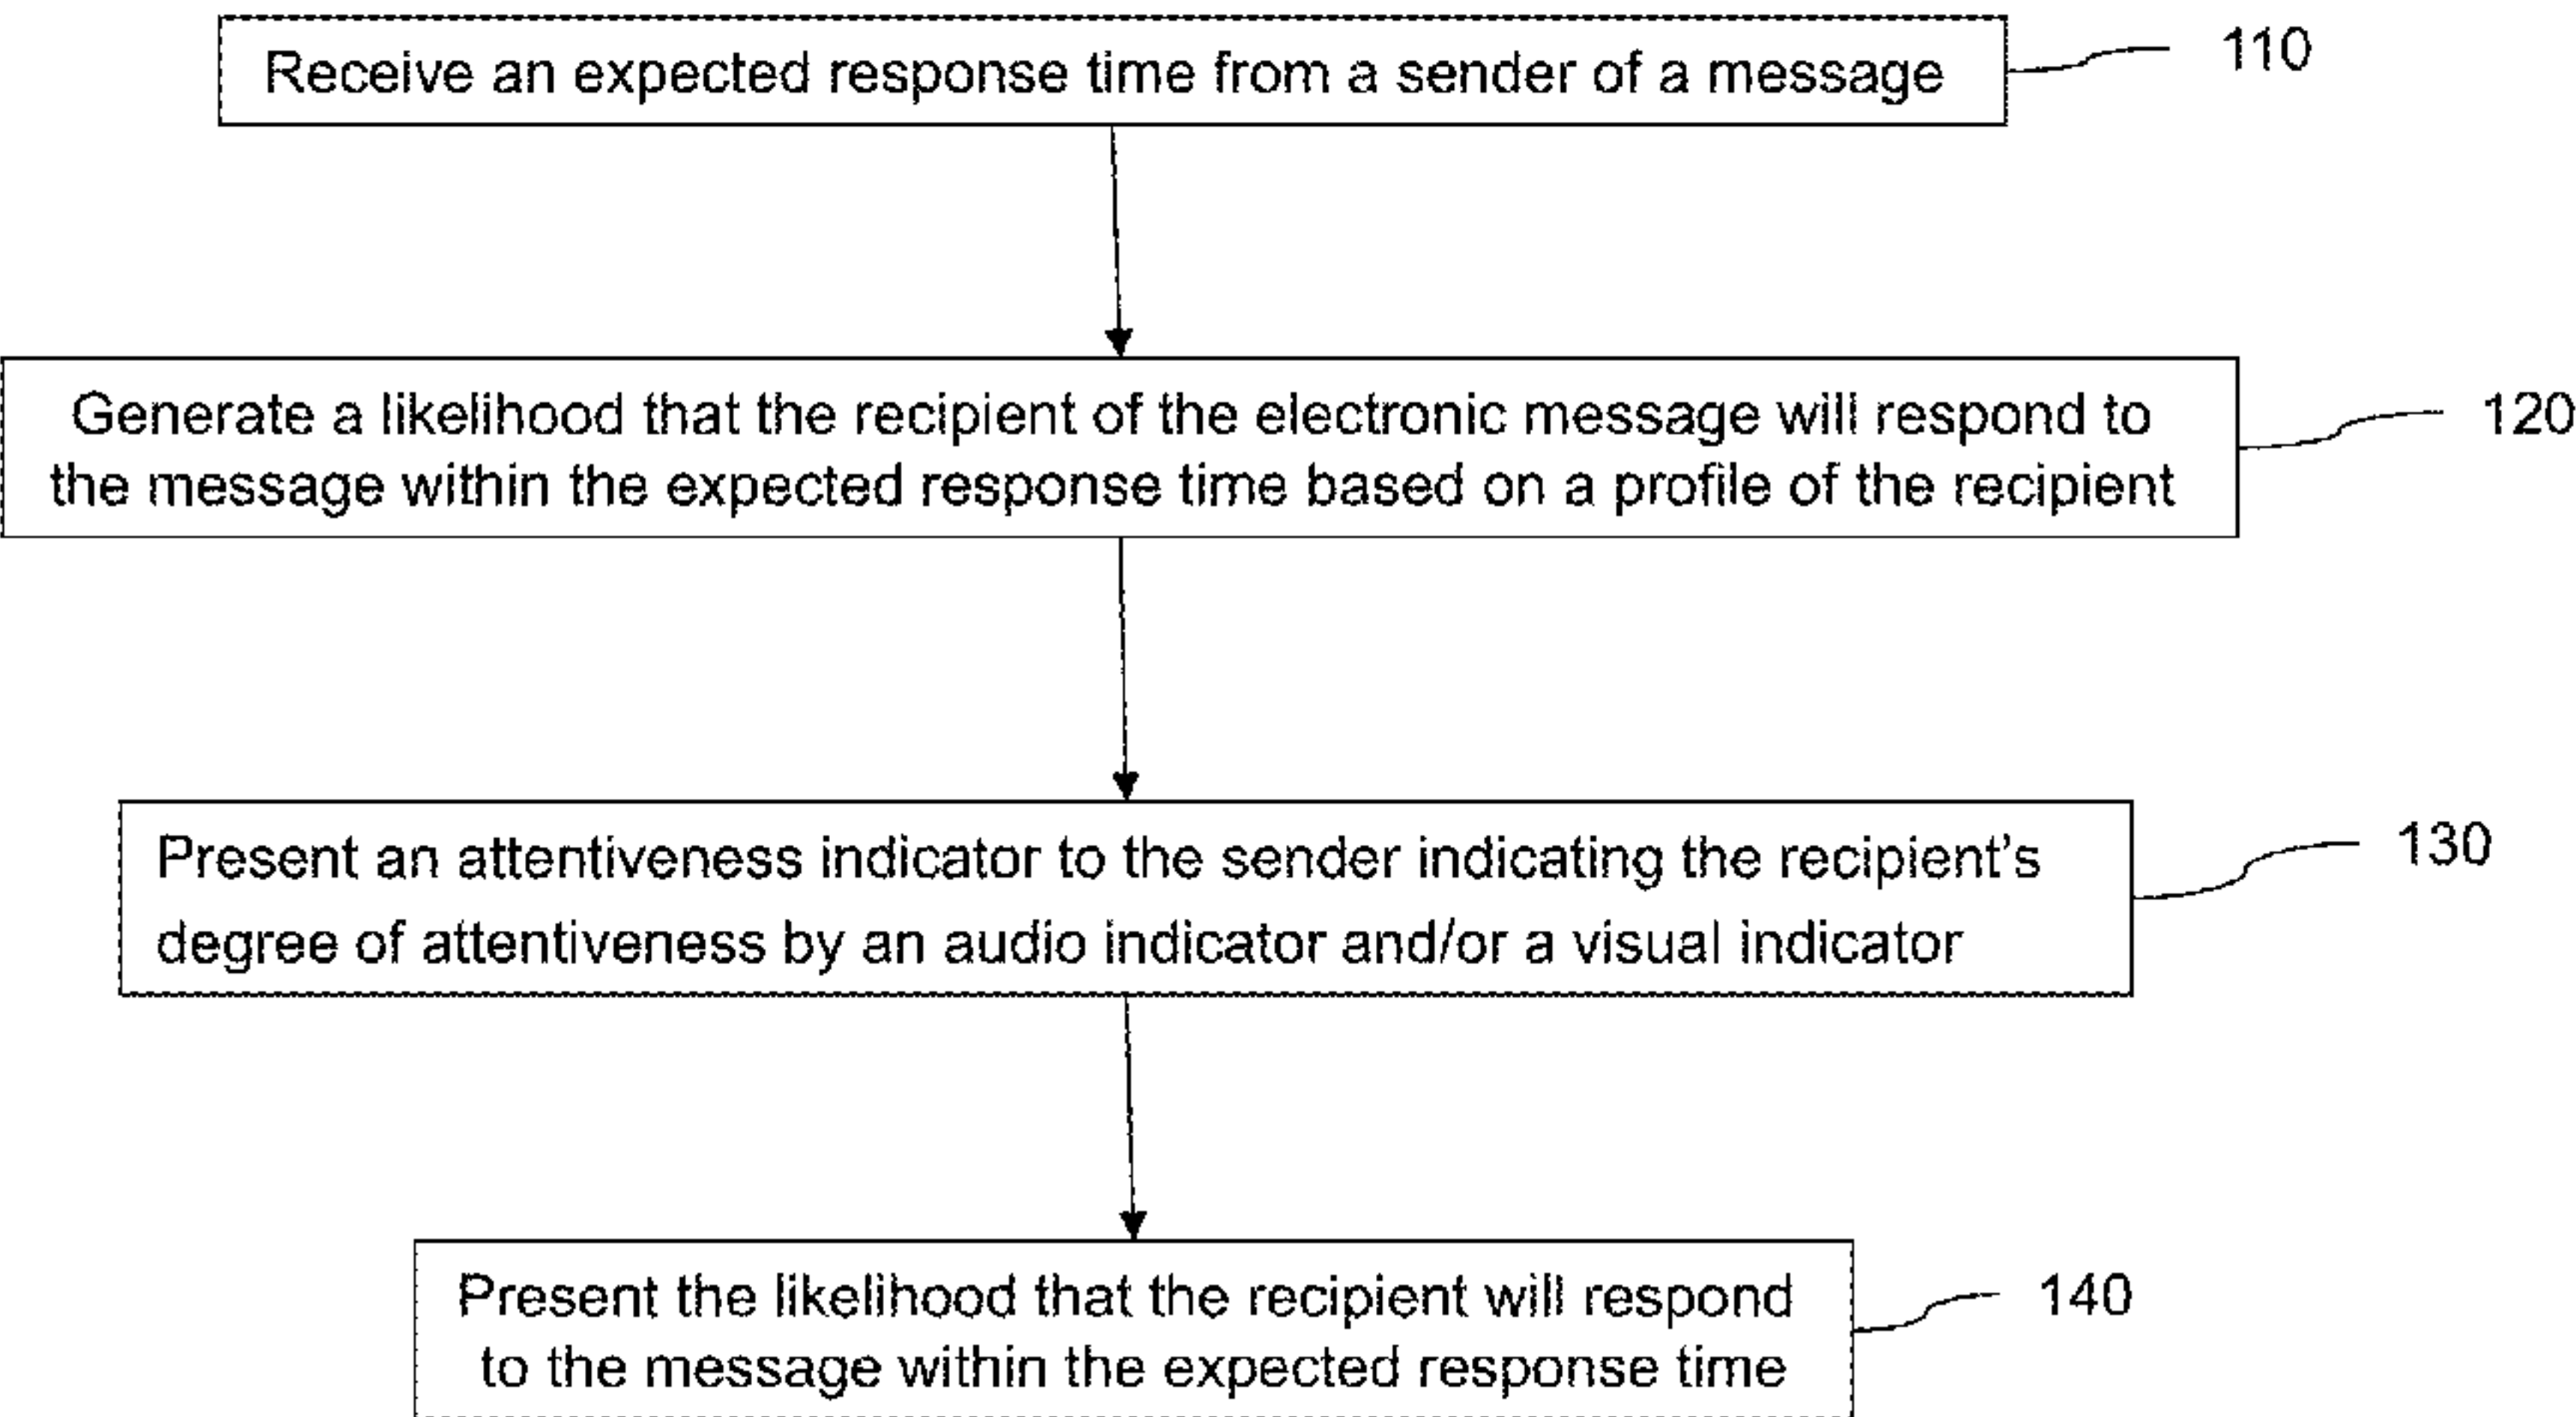 Receive an expected response time from a sender of a message
110
Generate a likelihood that the recipient of the electronic message will respond to
the message within the expected response time based on a profile of the recipient
120
Present an attentiveness indicator to the sender indicating the recipient's
degree of attentiveness by an audio indicator and/or a visual indicator
130
Present the likelihood that the recipient will respond
to the message within the expected response time
140